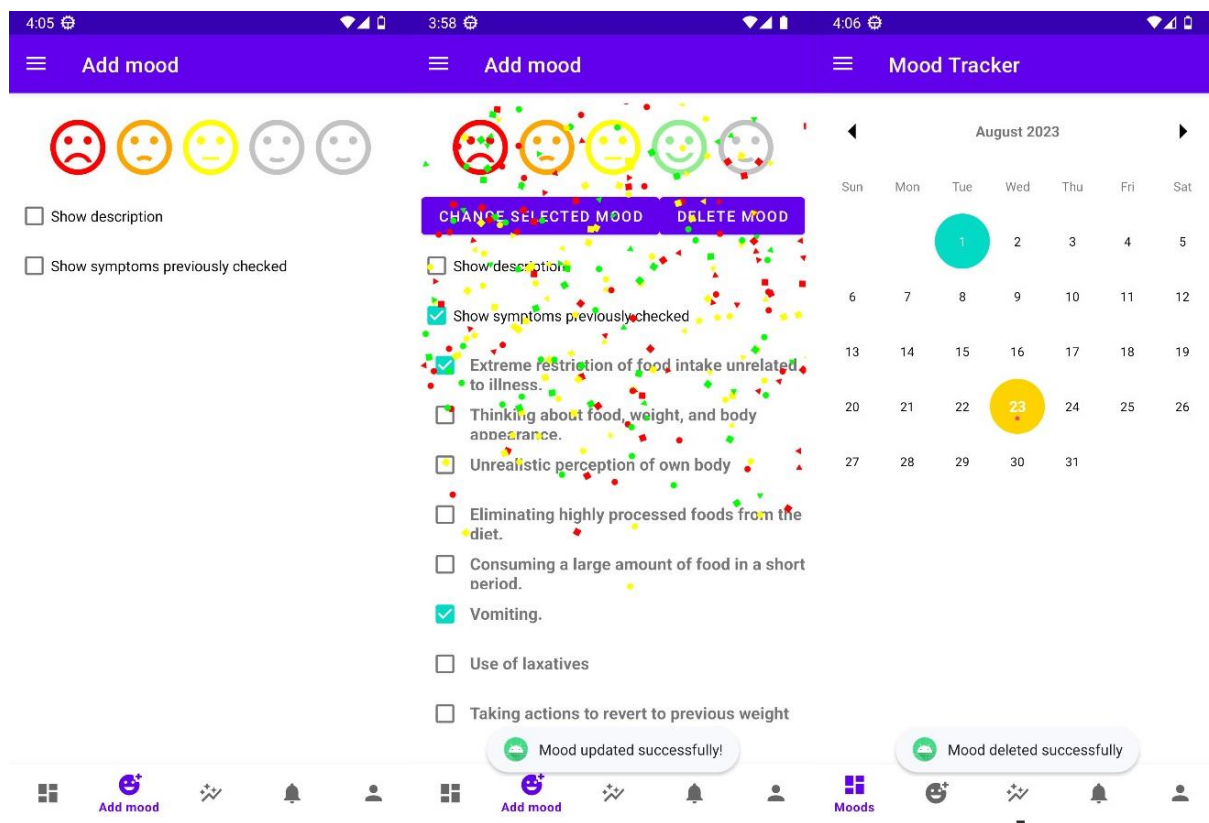 4:05
Add mood
Show description
Show symptoms previously checked
Add mood
3:58
Add mood
CHANGE SELECTED MOOD
DELETE MOOD
Show description
Show symptoms previously checked
Extreme restriction of food intake unrelated
to illness.
Thinking about food, weight, and body
appearance.
Unrealistic perception of own body
Eliminating highly processed foods from the
diet.
Consuming a large amount of food in a short
period.
Vomiting.
Use of laxatives
Taking actions to revert to previous weight
Mood updated successfully!
Add mood
4:06
Mood Tracker
August 2023
Sun Mon Tue Wed Thu Fri Sat
1 2 3 4 5
6 7 8 9 10 11 12
13 14 15 16 17 18 19
20 21 22 23 24 25 26
27 28 29 30 31
Mood deleted successfully
Moods